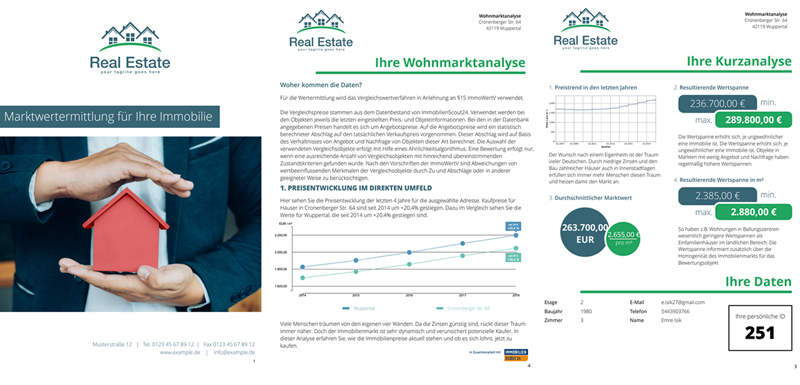 Real Estate
your tagline goes here
Marktwertermittlung für Ihre Immobilie
Musterstraße 12 | Tel. 0123 45 67 89 12 | Fax 0123 45 67 89 12
www.example.de | info@example.de
1
Real Estate
your tagline goes here
Wohnmarktanalyse
Cronenberger Str. 64
42119 Wuppertal
Ihre Wohnmarktanalyse
Woher kommen die Daten?
Für die Wertermittlung wird das Vergleichswertverfahren in Anlehnung an §15 ImmoWertV verwendet.
Die Vergleichspreise stammen aus dem Datenbestand von ImmobilienScout24. Verwendet werden bei
den Objekten jeweils die letzten eingestellten Preis- und Objektinformationen. Bei den in der Datenbank
angegebenen Preisen handelt es sich um Angebotspreise. Auf die Angebotspreise wird ein statistisch
berechneter Abschlag auf den tatsächlichen Verkaufspreis vorgenommen. Dieser Abschlag wird auf Basis
des Verhältnisses von Angebot und Nachfrage von Objekten dieser Art berechnet. Die Auswahl der
verwendeten Vergleichsobjekte erfolgt mit Hilfe eines Ähnlichkeitsalgorithmus. Eine Bewertung erfolgt nur,
wenn eine ausreichende Anzahl von Vergleichsobjekten mit hinreichend übereinstimmenden
Zustandskriterien gefunden wurde. Nach den Vorschriften der ImmoWertV sind Abweichungen von
wertbeeinflussenden Merkmalen der Vergleichsobjekte durch Zu und Abschläge oder in anderer
geeigneter Weise zu berücksichtigen.
1. PREISENTWICKLUNG IM DIREKTEN UMFELD
Hier sehen Sie die Preisentwicklung der letzten 4 Jahre für die ausgewählte Adresse. Kaufpreise für
Häuser in Cronenberger Str. 64 sind seit 2014 um +20,4% gestiegen. Dazu im Vergleich sehen Sie die
Werte für Wuppertal, die seit 2014 um +20,4% gestiegen sind.
EUR / m²
2.200,00
2.000,00
1.800,00
1.600,00
2014 2015 2016 2017 2018
Wuppertal Cronenberger Str. 64
Viele Menschen träumen von den eigenen vier Wänden. Da die Zinsen günstig sind, rückt dieser Traum
immer näher. Doch der Immobilienmarkt ist sehr dynamisch und verunsichert potenzielle Käufer. In
dieser Analyse erfahren Sie, wie die Immobilienpreise aktuell stehen und ob es sich lohnt, jetzt zu
kaufen.
In Zusammenarbeit mit
IMMOBILIEN
SCOUT24
4
Real Estate
your tagline goes here
Wohnmarktanalyse
Cronenberger Str. 64
42119 Wuppertal
Ihre Kurzanalyse
1. Preistrend in den letzten Jahren
Der Wunsch nach einem Eigenheim ist der Traum
vieler Deutschen. Durch niedrige Zinsen und den
Bau zahlreicher Häuser auch in Innenstadtlagen
erfüllen sich immer mehr Menschen diesen Traum
und heizen damit den Markt an.
2. Resultierende Wertspanne
236.700,00 € min.
max. 289.800,00 €
Die Wertspanne erhöht sich, je ungewöhnlicher
eine Immobilie ist. Die Wertspanne erhöht sich, je
ungewöhnlicher eine Immobilie ist. Objekte in
Märkten mit wenig Angebot und Nachfrage haben
regelmäßig höhere Wertspannen.
3. Durchschnittlicher Marktwert
263.700,00
EUR
2.655,00 €
pro m²
4. Resultierende Wertspanne in m²
2.385,00 € min.
max. 2.880,00 €
So haben z.B. Wohnungen in Ballungszentren
wesentlich geringere Wertspannen als
Einfamilienhäuser im ländlichen Bereich. Die
Wertspanne informiert zusätzlich über die
Homogenität des Immobilienmarkts für das
Bewertungsobjekt
Ihre Daten
Etage 2 E-Mail e.isik27@gmail.com
Baujahr 1980 Telefon 5443903766
Zimmer 3 Name Emre Isik
Ihre persönliche ID
251
3